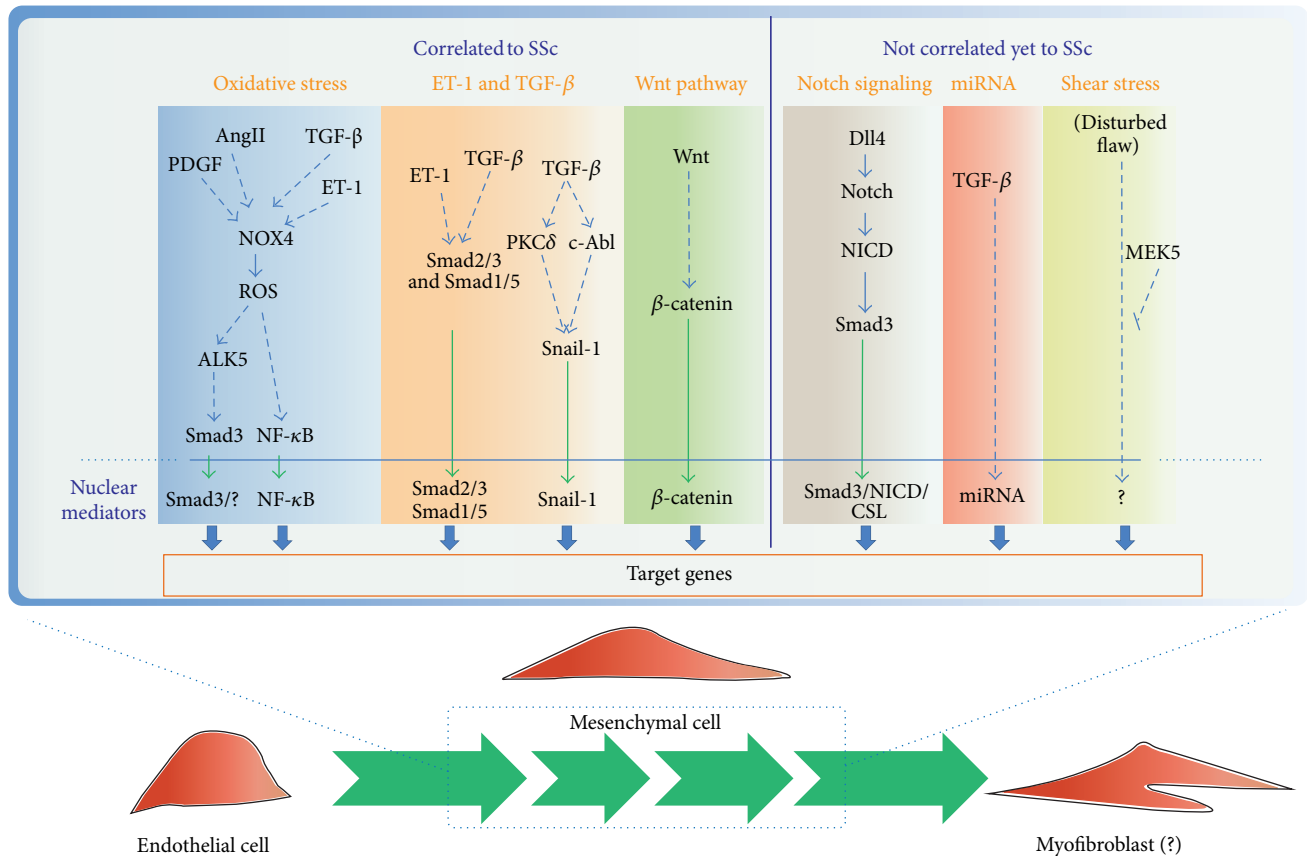 Correlated to SSc
Not correlated yet to SSc
Oxidative stress
ET-1 and TGF-β
Wnt pathway
Notch signaling
miRNA
Shear stress
AngII
TGF-β
PDGF
ET-1
NOX4
ROS
ALK5
Smad3
NF-κB
Smad3/?
NF-κB
ET-1
TGF-β
Smad2/3
and Smad1/5
Smad2/3
Smad1/5
TGF-β
PKCδ
c-Abl
Snail-1
Snail-1
Wnt
β-catenin
β-catenin
Dll4
Notch
NICD
Smad3
Smad3/NICD/
CSL
TGF-β
miRNA
(Disturbed
flaw)
MEK5
?
Nuclear
mediators
Target genes
Mesenchymal cell
Endothelial cell
Myofibroblast (?)